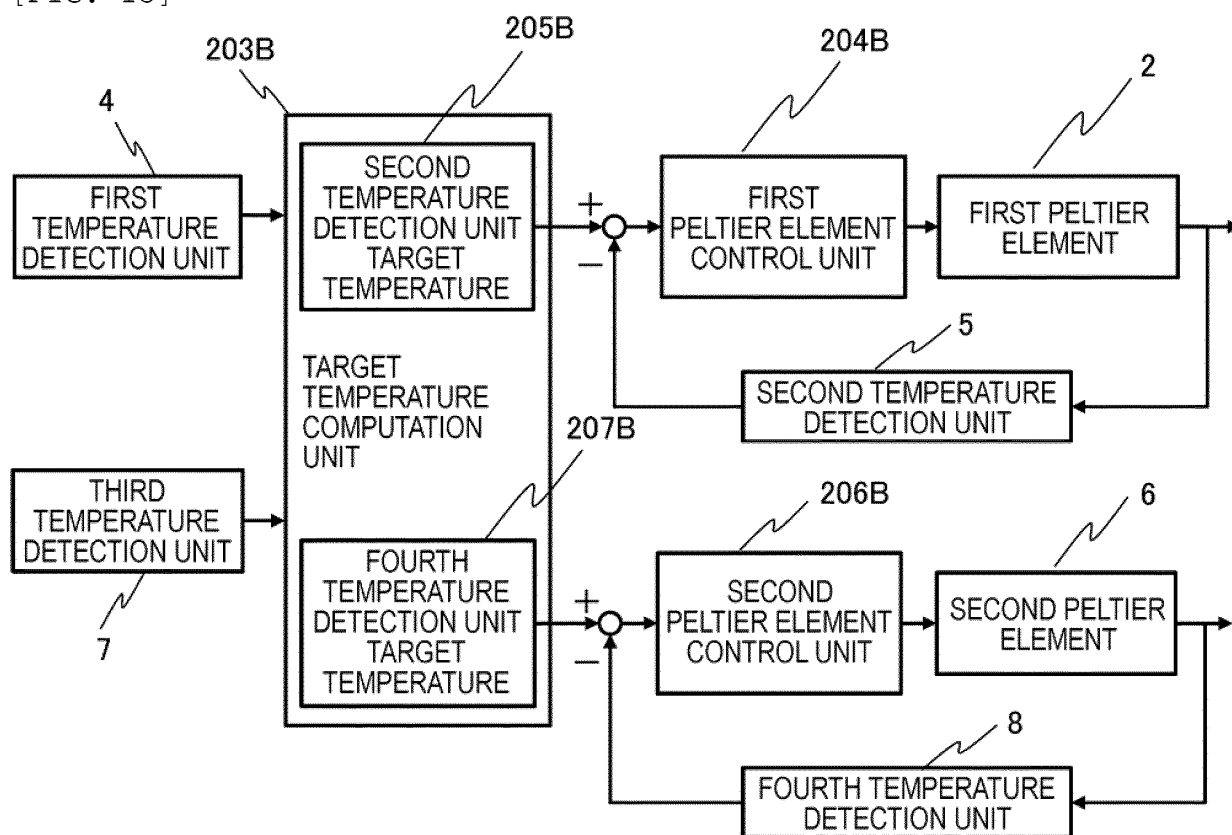 203B
205B
204B
2
4
FIRST
TEMPERATURE
DETECTION UNIT
SECOND
TEMPERATURE
DETECTION UNIT
TARGET
TEMPERATURE
+
−
FIRST
PELTIER ELEMENT
CONTROL UNIT
FIRST PELTIER
ELEMENT
5
SECOND TEMPERATURE
DETECTION UNIT
TARGET
TEMPERATURE
COMPUTATION
UNIT
207B
THIRD
TEMPERATURE
DETECTION UNIT
7
FOURTH
TEMPERATURE
DETECTION UNIT
TARGET
TEMPERATURE
+
−
206B
SECOND
PELTIER ELEMENT
CONTROL UNIT
6
SECOND PELTIER
ELEMENT
8
FOURTH TEMPERATURE
DETECTION UNIT